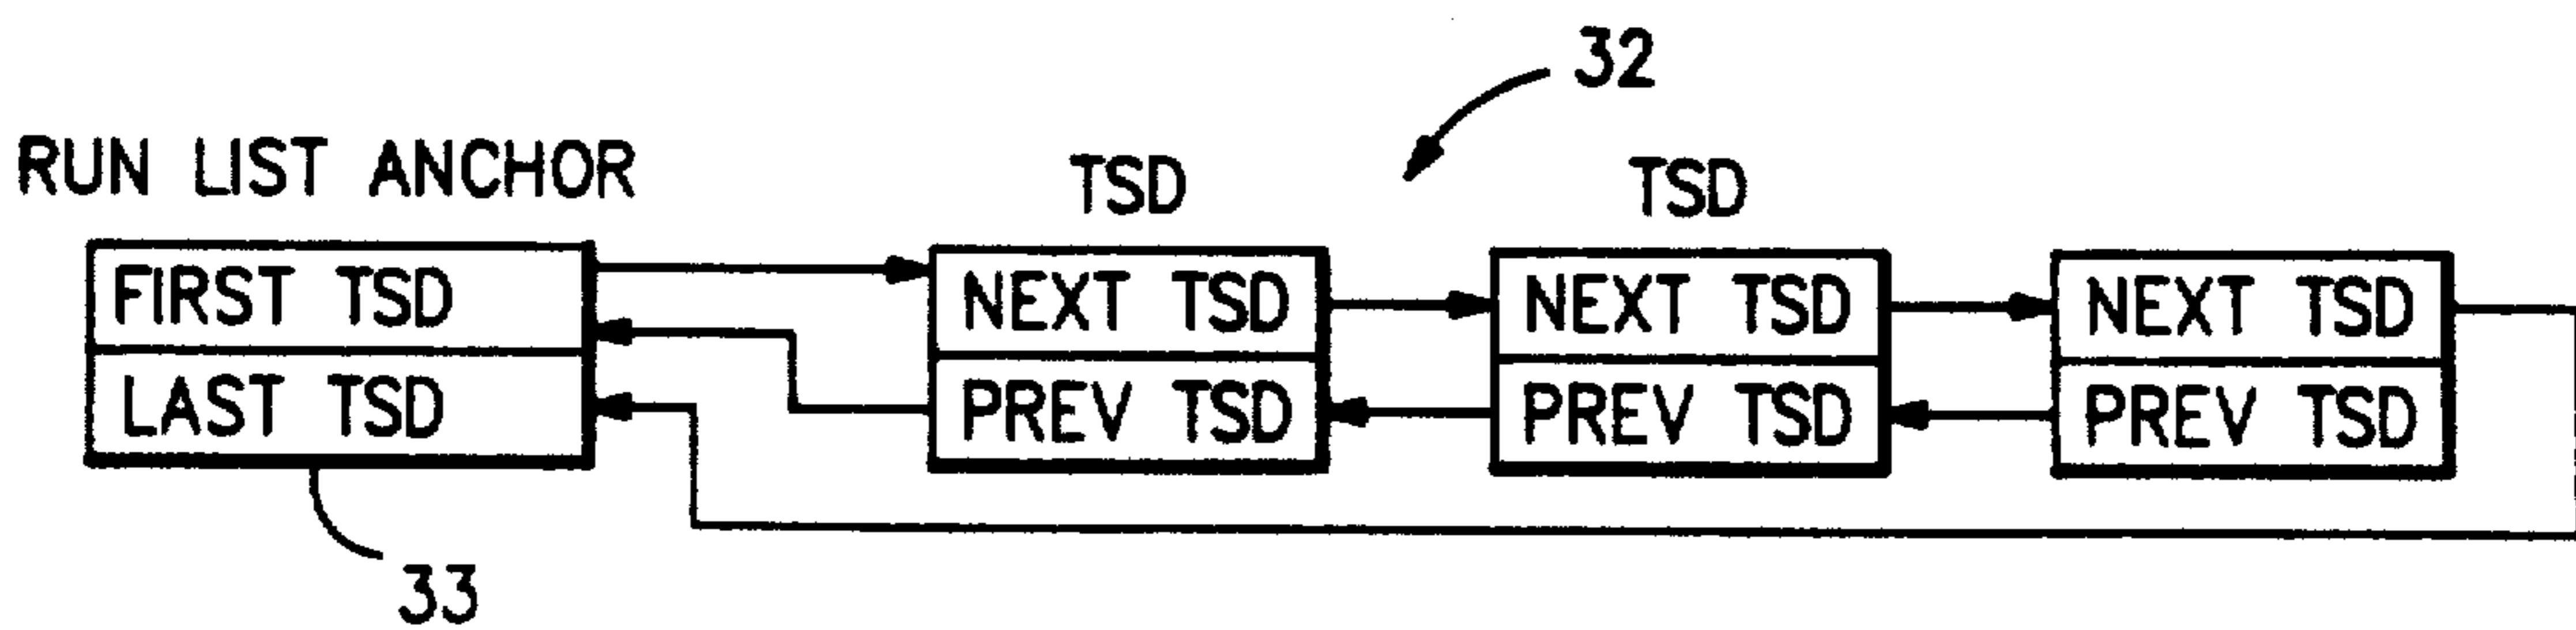 32
RUN LIST ANCHOR
TSD
TSD
FIRST TSD
NEXT TSD
NEXT TSD
NEXT TSD
LAST TSD
PREV TSD
PREV TSD
PREV TSD
33